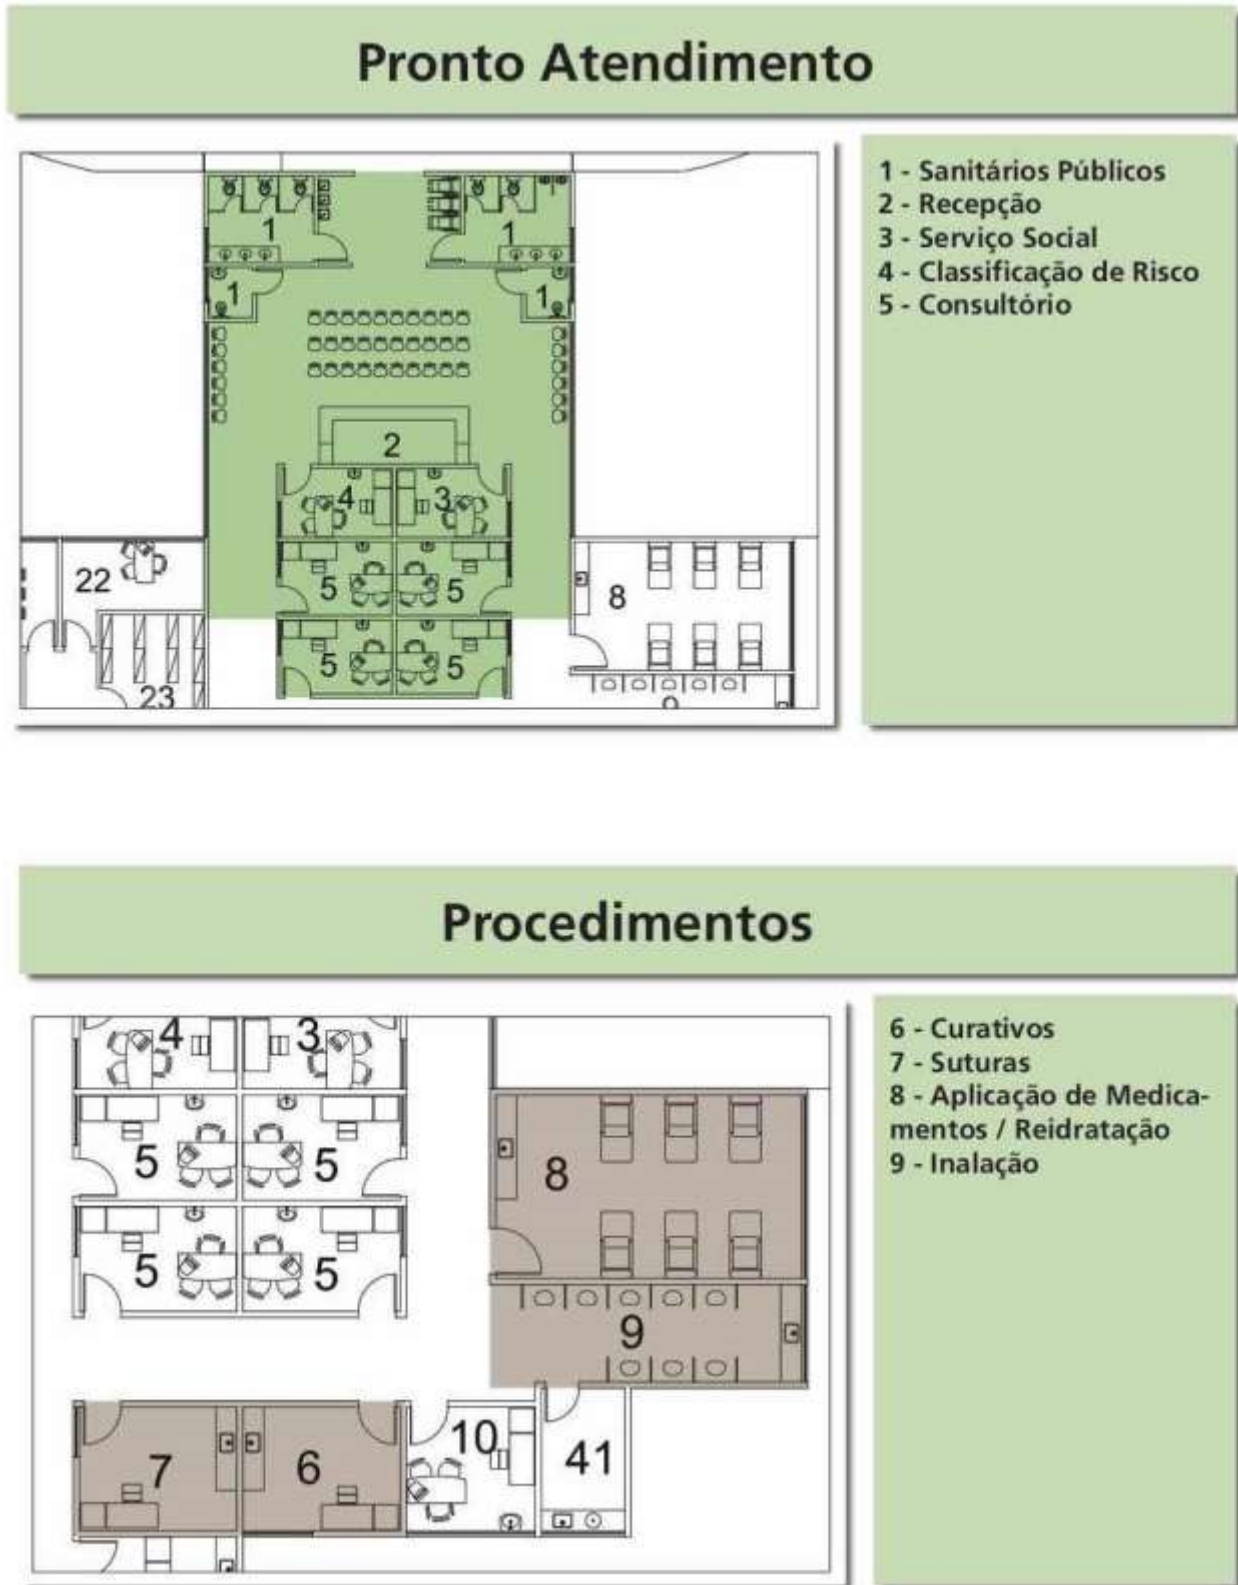 Pronto Atendimento
1 - Sanitários Públicos
2 - Recepção
3 - Serviço Social
4 - Classificação de Risco
5 - Consultório
1
1
1
1
2
4
3
5
5
5
5
22
23
8
Procedimentos
6 - Curativos
7 - Suturas
8 - Aplicação de Medica-
mentos / Reidratação
9 - Inalação
4
3
5
5
5
5
8
9
7
6
10
41